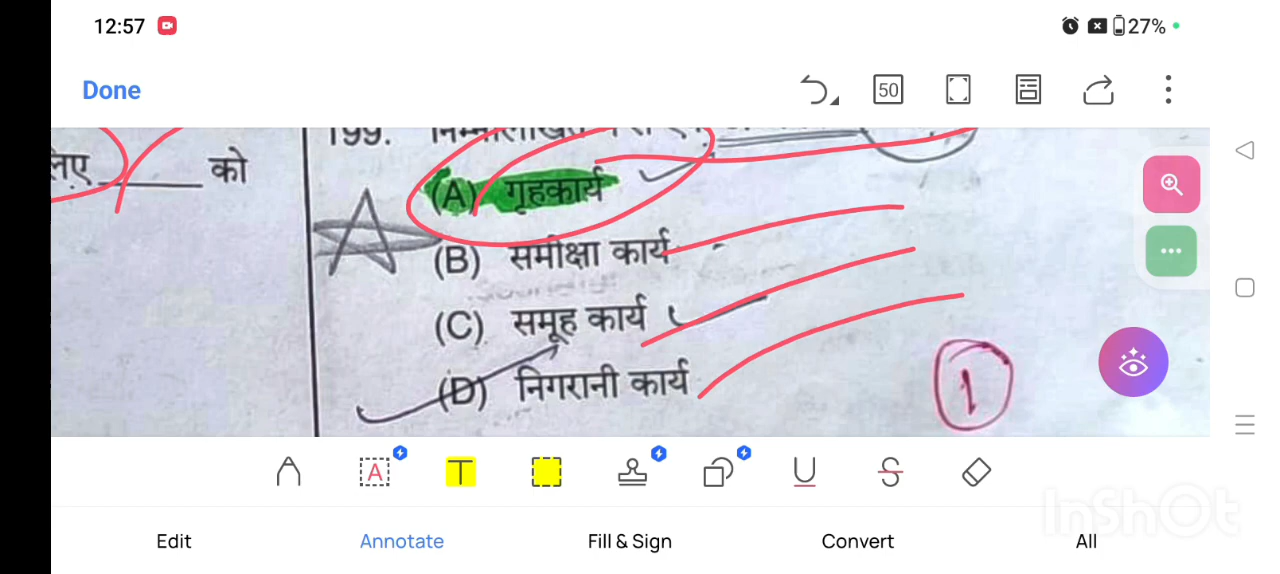 12:57
27%
Done
50
लिए ______ को
199. निम्नलिखित
(A) गृहकार्य
(B) समीक्षा कार्य
(C) समूह कार्य
(D) निगरानी कार्य
1
A
T
U
S
Edit
Annotate
Fill & Sign
Convert
All
InShOt